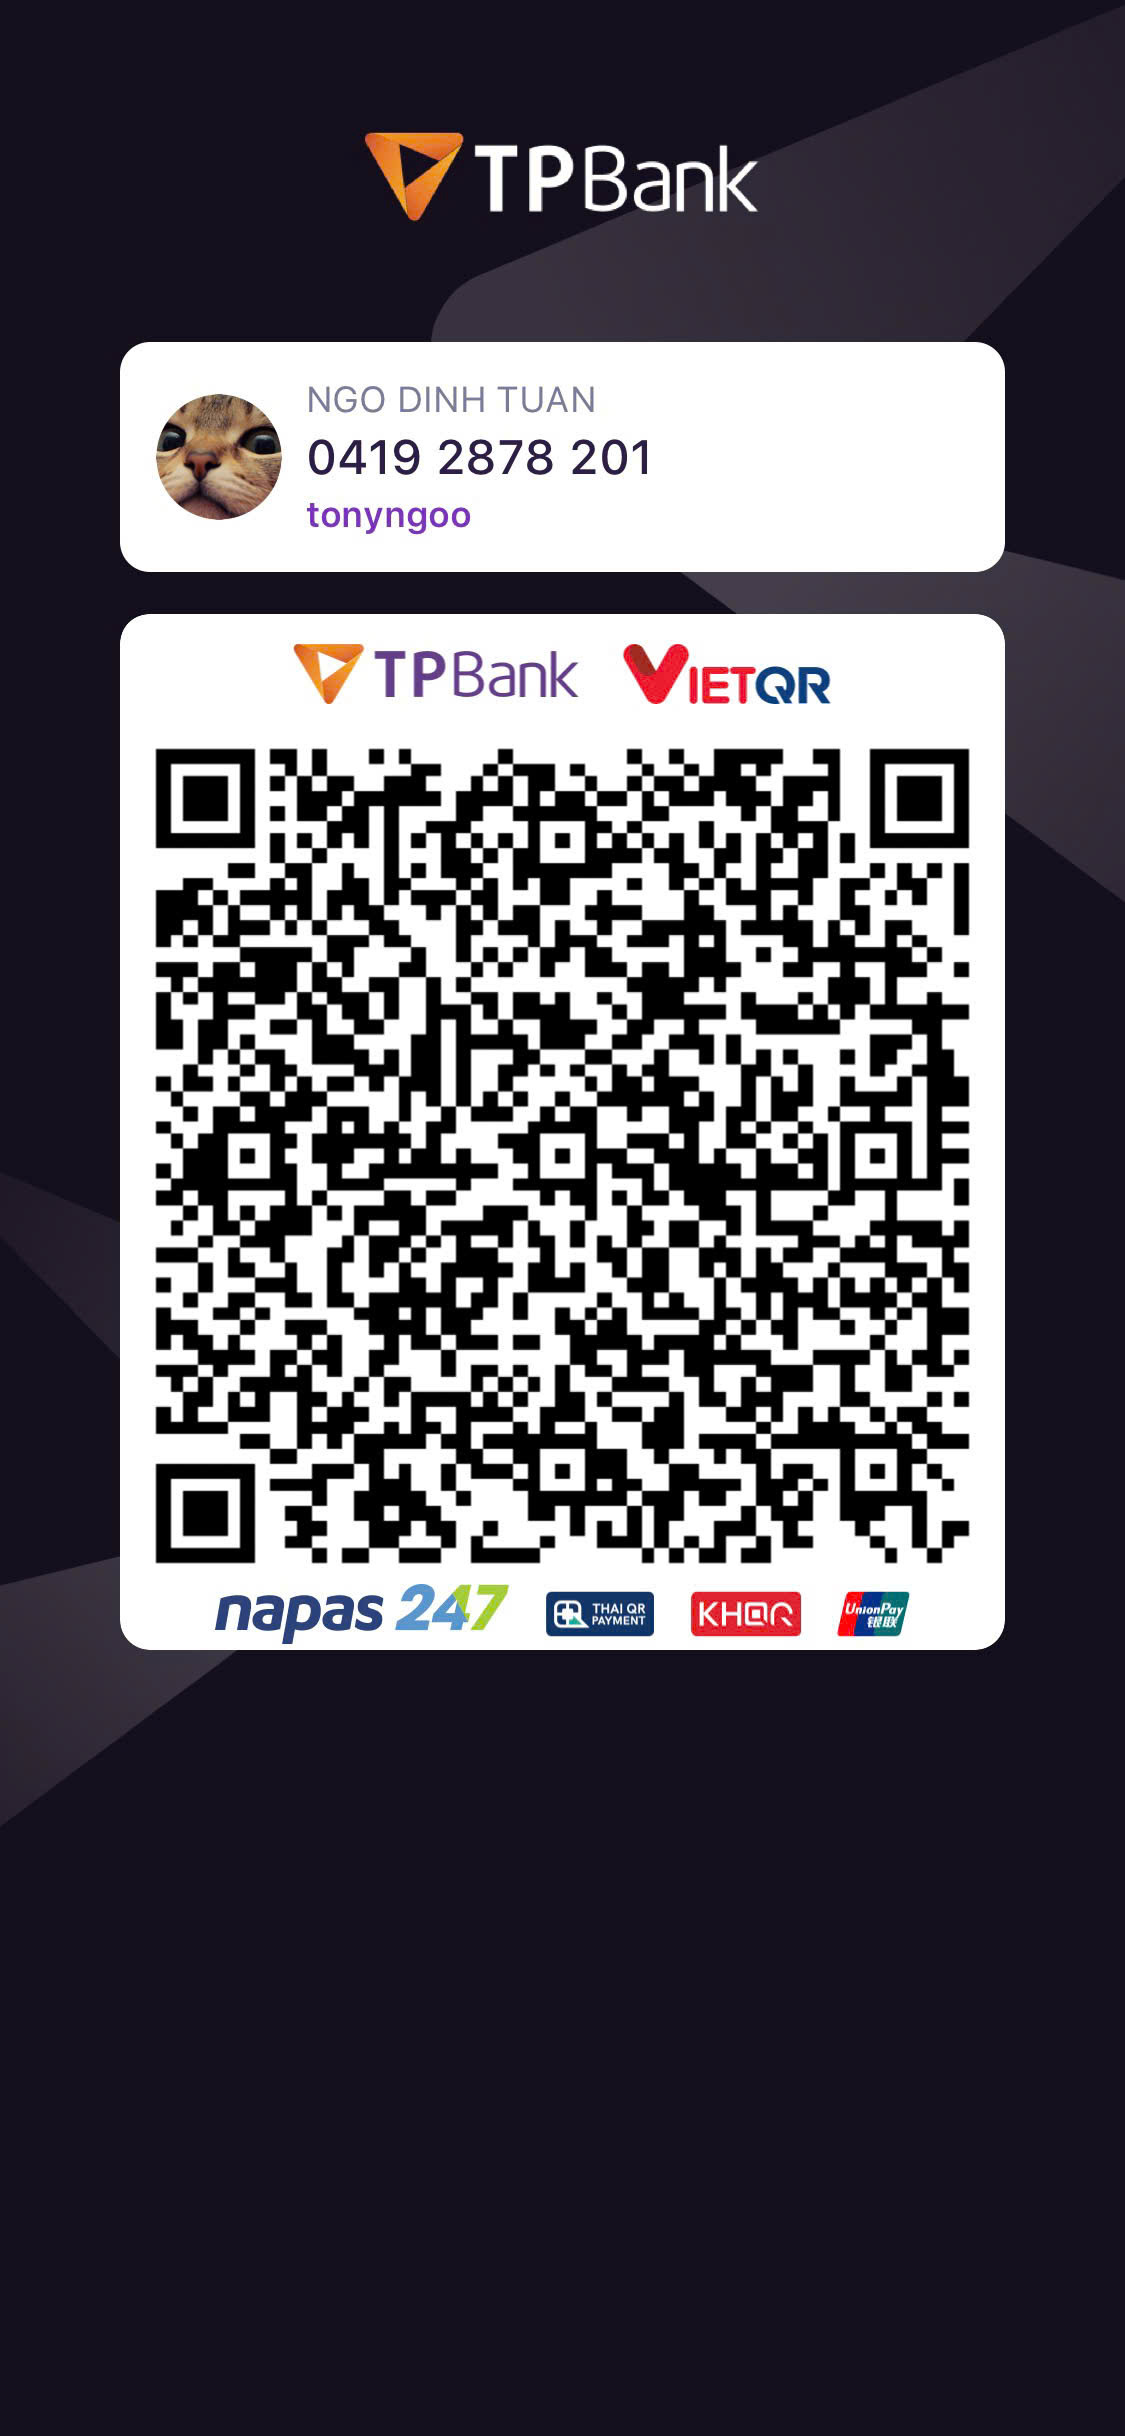 TPBank
NGO DINH TUAN
0419 2878 201
tonyngoo
TPBank VIETQR
napas 247 THAI QR PAYMENT KHQR UnionPay 银联